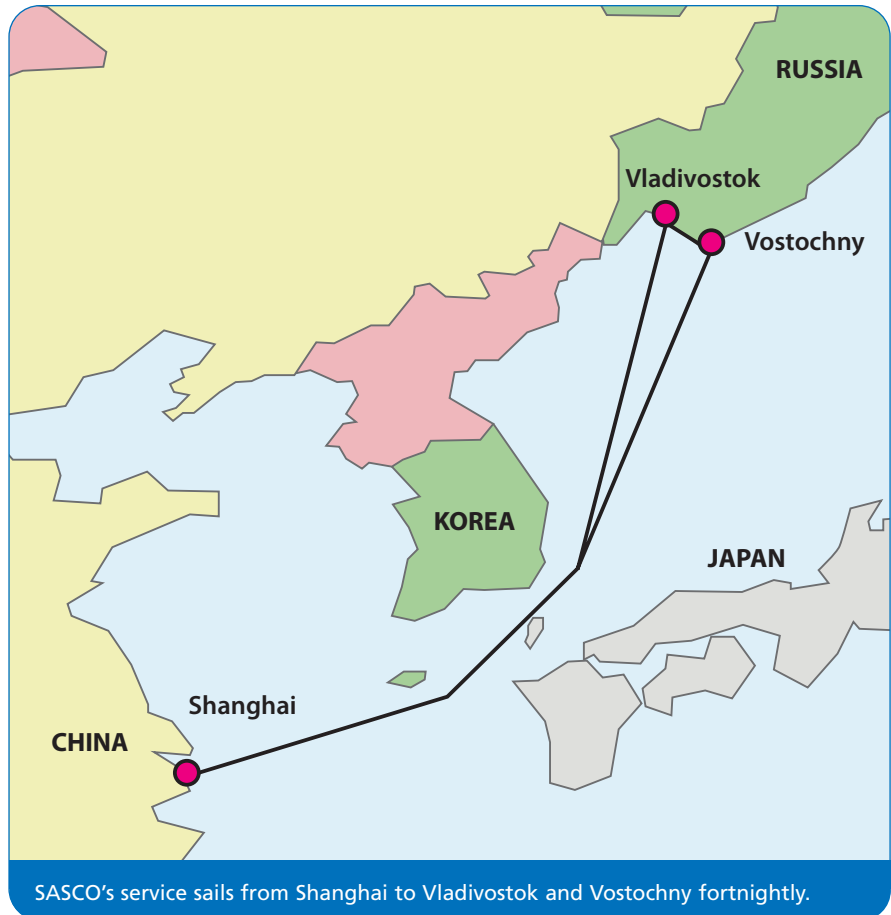 RUSSIA
Vladivostok
Vostochny
KOREA
JAPAN
Shanghai
CHINA
SASCO's service sails from Shanghai to Vladivostok and Vostochny fortnightly.